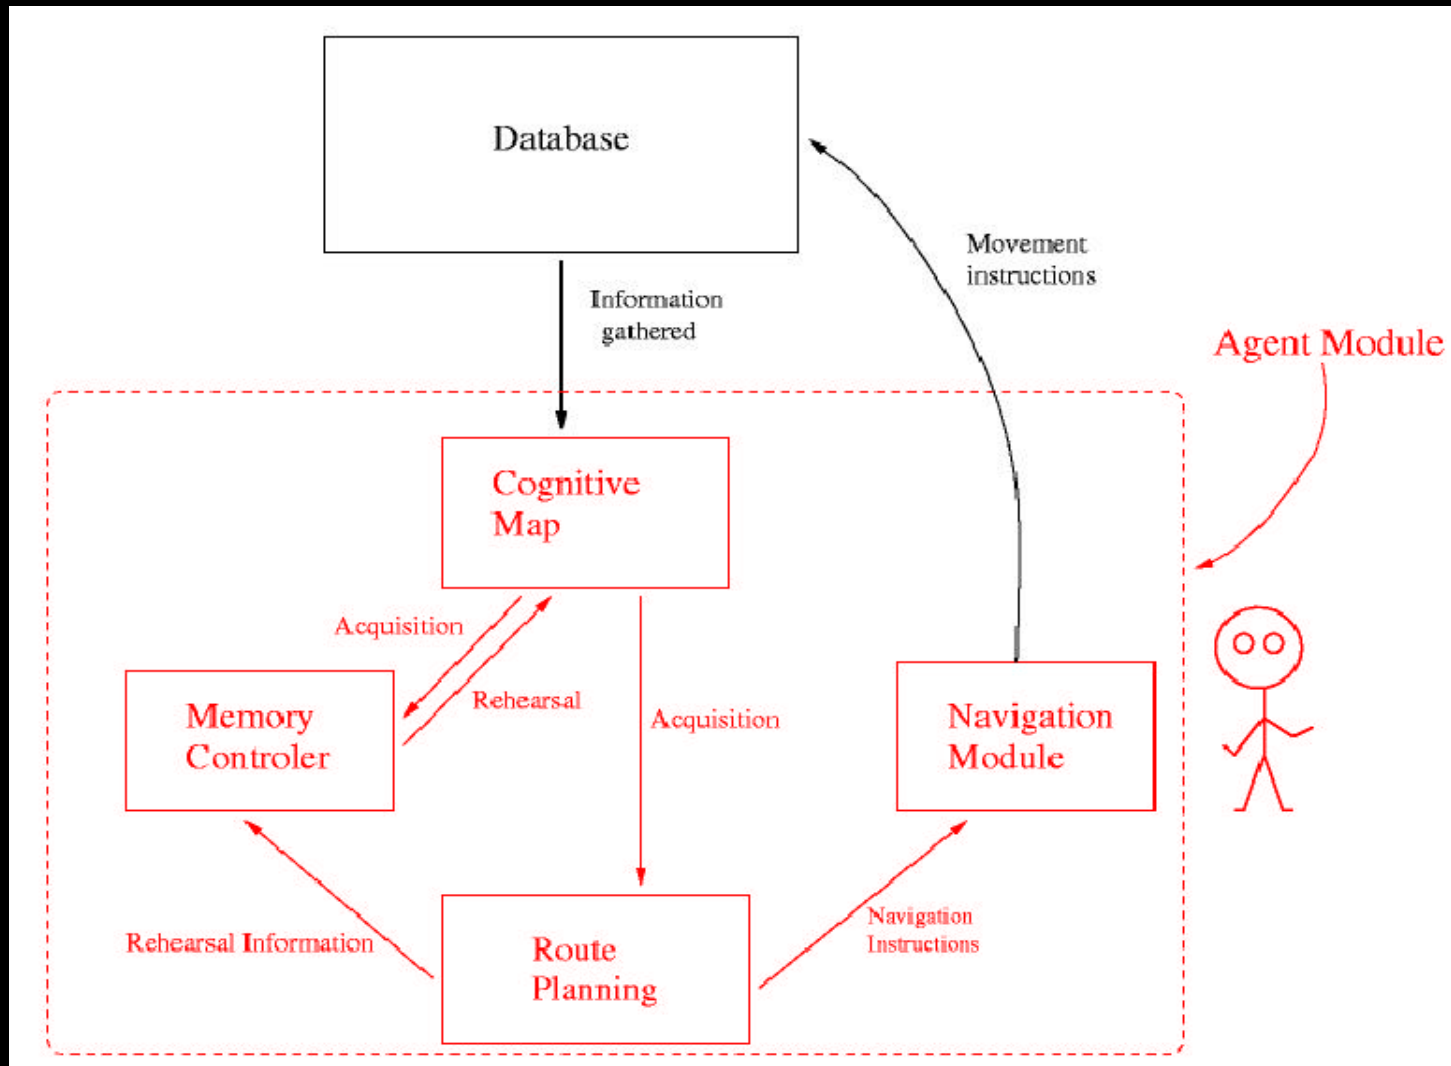 Database
Movement
instructions
Information
gathered
Agent Module
Cognitive
Map
Acquisition
Rehearsal
Acquisition
Memory
Controler
Navigation
Module
Rehearsal Information
Navigation
Instructions
Route
Planning